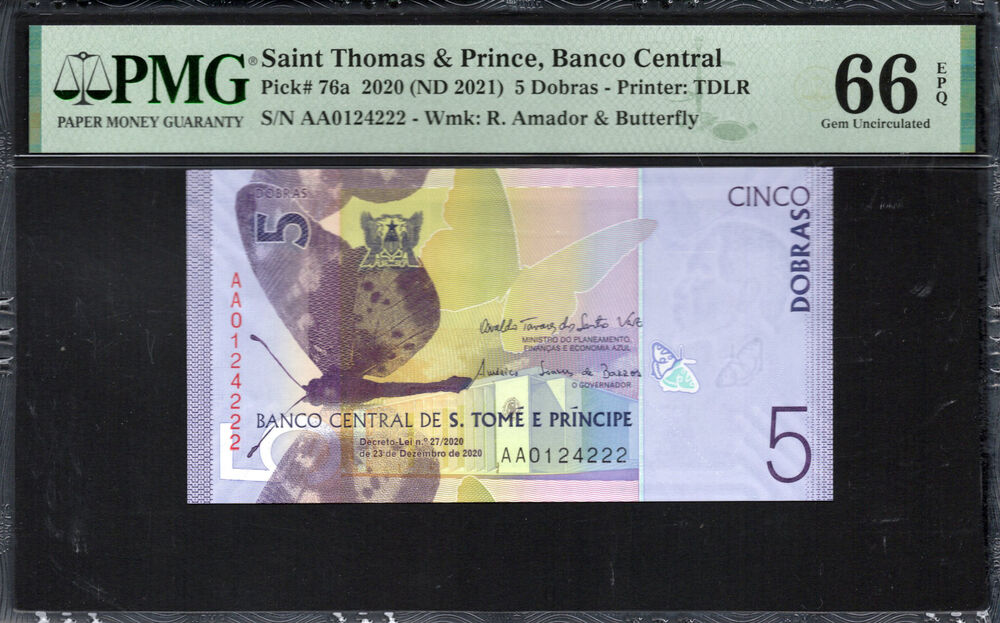 PMG®
PAPER MONEY GUARANTY
Saint Thomas & Prince, Banco Central
Pick# 76a 2020 (ND 2021) 5 Dobras - Printer: TDLR
S/N AA0124222 - Wmk: R. Amador & Butterfly
66 EPQ
Gem Uncirculated
DOBRAS
5
AA0124222
CINCO
DOBRAS
MINISTRO DO PLANEAMENTO,
FINANÇAS E ECONOMIA AZUL
O GOVERNADOR
BANCO CENTRAL DE S. TOMÉ E PRÍNCIPE
Decreto-Lei n.º 27/2020
de 23 de Dezembro de 2020
AA0124222
5